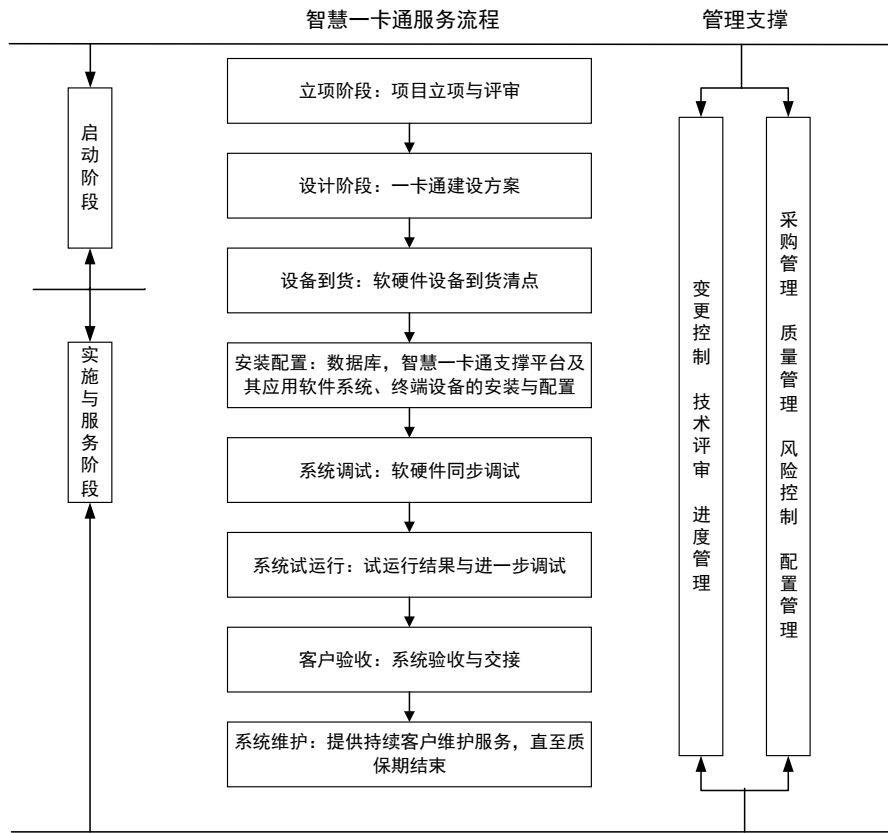 智慧一卡通服务流程
管理支撑
启动阶段
实施与服务阶段
立项阶段：项目立项与评审
设计阶段：一卡通建设方案
设备到货：软硬件设备到货清点
安装配置：数据库，智慧一卡通支撑平台及
其应用软件系统、终端设备的安装与配置
系统调试：软硬件同步调试
系统试运行：试运行结果与进一步调试
客户验收：系统验收与交接
系统维护：提供持续客户维护服务，直至质
保期结束
变更控制 技术评审 进度管理
采购管理 质量管理 风险控制 配置管理